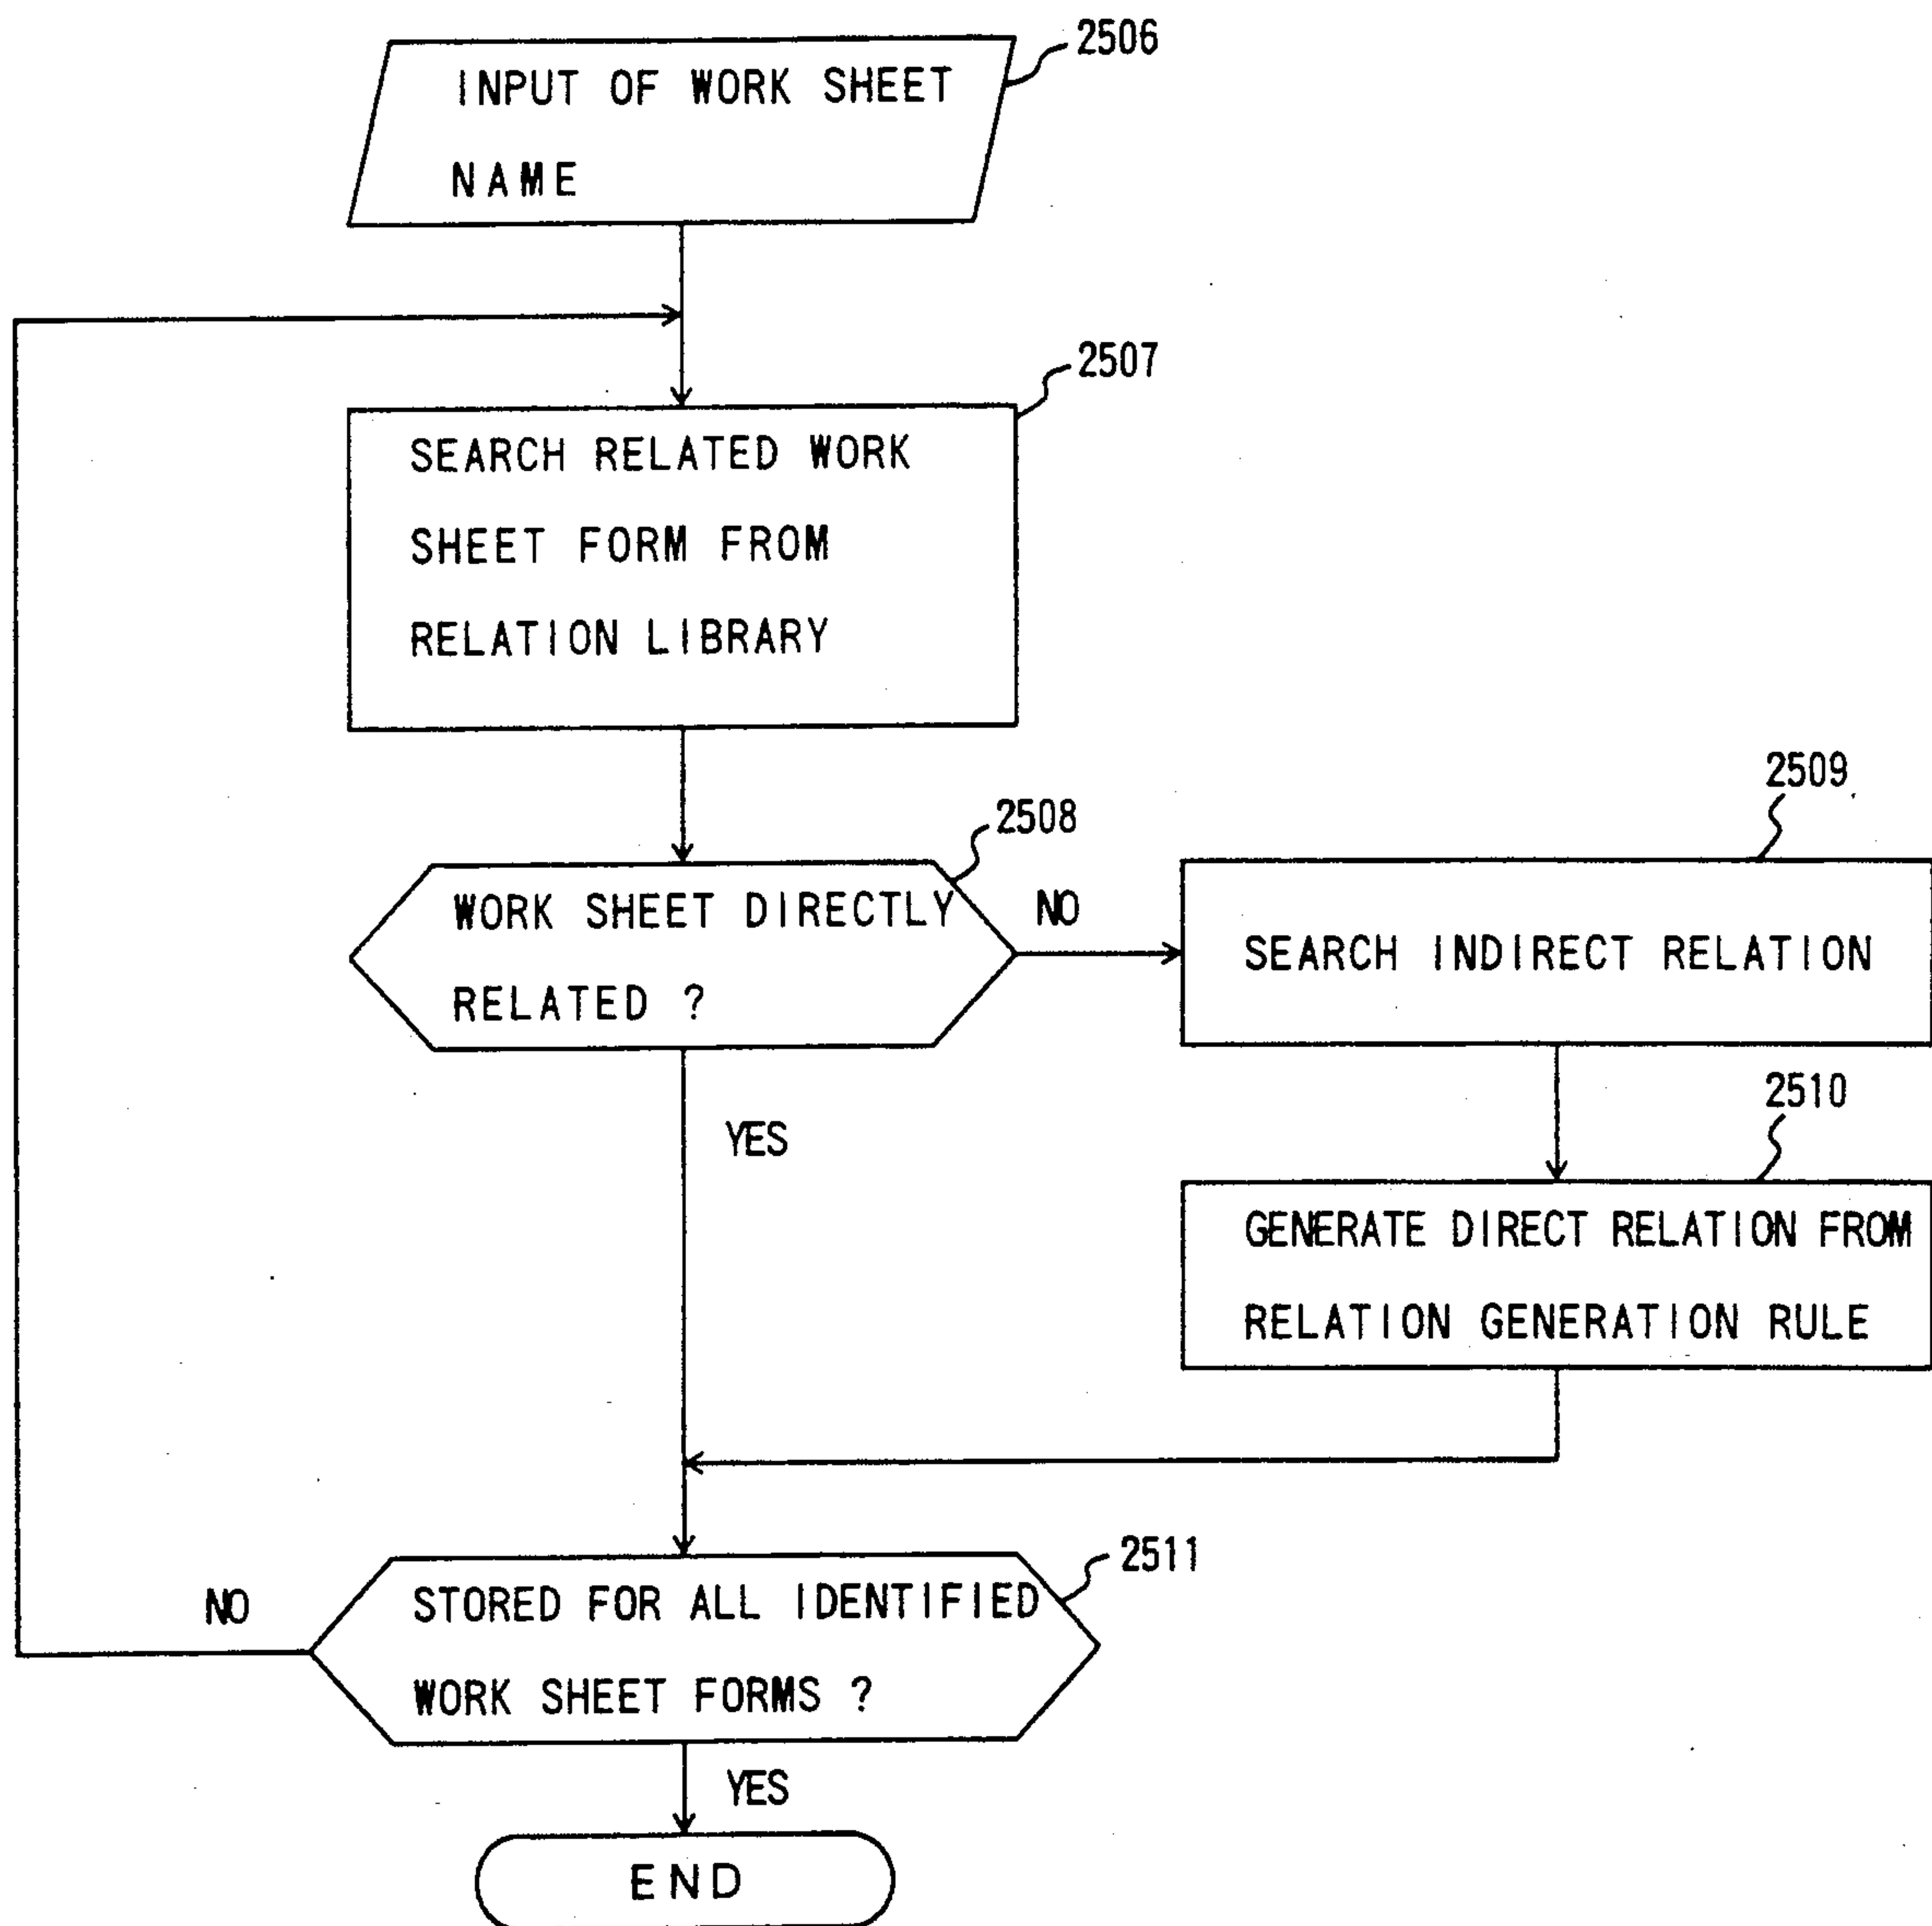 2506
INPUT OF WORK SHEET
NAME
2507
SEARCH RELATED WORK
SHEET FORM FROM
RELATION LIBRARY
2508
WORK SHEET DIRECTLY
RELATED ?
NO
2509
SEARCH INDIRECT RELATION
YES
2510
GENERATE DIRECT RELATION FROM
RELATION GENERATION RULE
2511
STORED FOR ALL IDENTIFIED
WORK SHEET FORMS ?
NO
YES
END